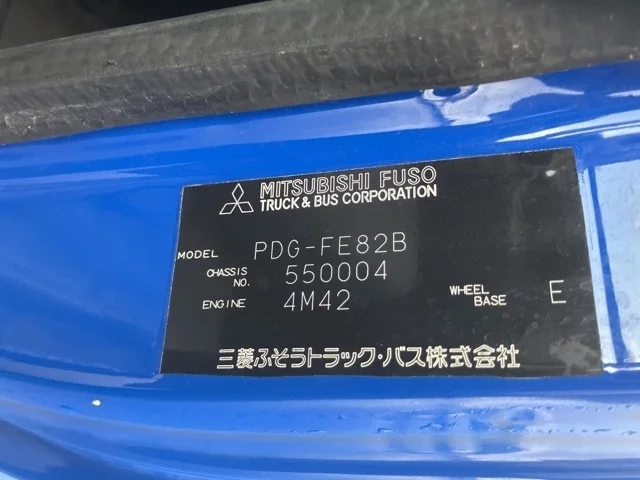 MITSUBISHI FUSO
TRUCK & BUS CORPORATION
MODEL PDG-FE82B
CHASSIS NO. 550004
ENGINE 4M42 WHEEL BASE E
三菱ふそうトラック・バス株式会社